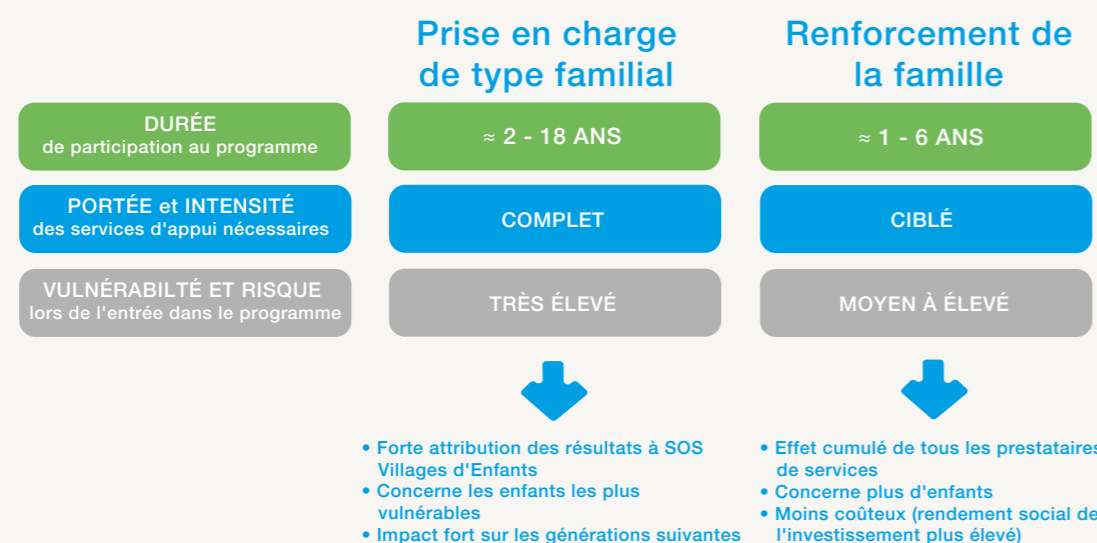 Prise en charge
de type familial
Renforcement de
la famille
DURÉE
de participation au programme
≈ 2 - 18 ANS
≈ 1 - 6 ANS
PORTÉE et INTENSITÉ
des services d'appui nécessaires
COMPLET
CIBLÉ
VULNÉRABILTÉ ET RISQUE
lors de l'entrée dans le programme
TRÈS ÉLEVÉ
MOYEN À ÉLEVÉ
• Forte attribution des résultats à SOS
Villages d'Enfants
• Concerne les enfants les plus
vulnérables
• Impact fort sur les générations suivantes
• Effet cumulé de tous les prestataires
de services
• Concerne plus d'enfants
• Moins coûteux (rendement social de
l'investissement plus élevé)